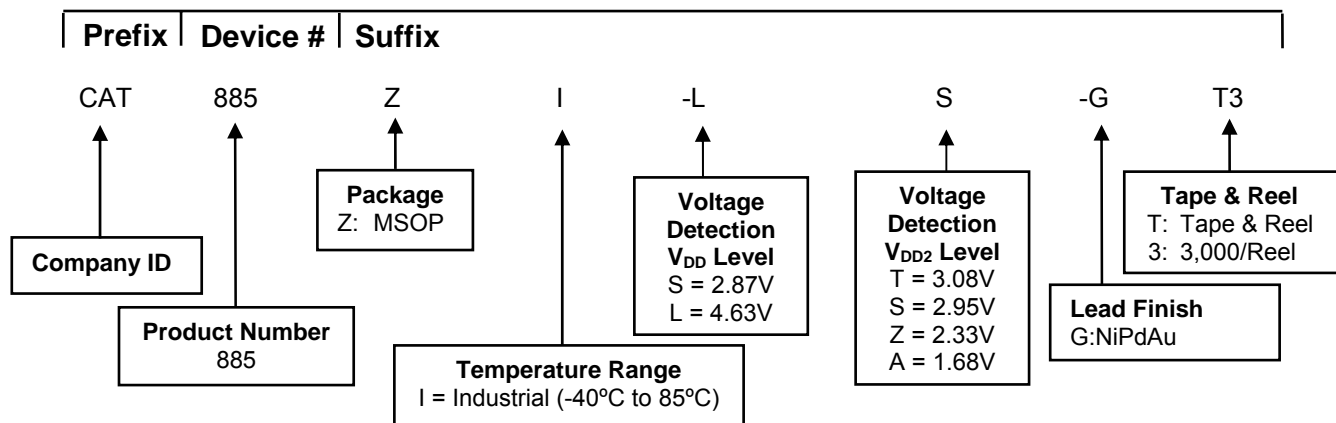 Prefix Device # Suffix
CAT 885 Z I -L S -G T3
Company ID
Product Number
885
Package
Z: MSOP
Temperature Range
I = Industrial (-40ºC to 85ºC)
Voltage
Detection
VDD Level
S = 2.87V
L = 4.63V
Voltage
Detection
VDD2 Level
T = 3.08V
S = 2.95V
Z = 2.33V
A = 1.68V
Lead Finish
G:NiPdAu
Tape & Reel
T: Tape & Reel
3: 3,000/Reel